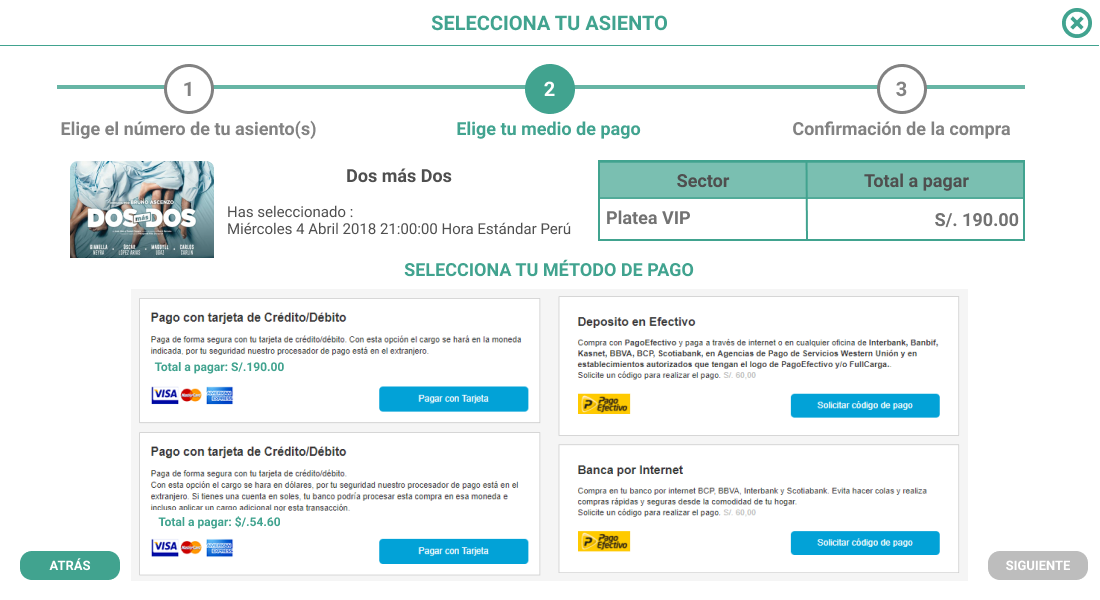 SELECCIONA TU ASIENTO
1
2
3
Elige el número de tu asiento(s)
Elige tu medio de pago
Confirmación de la compra
BRUNO ASCENZO
DOS más DOS
GIANELLA NEYRA
OSCAR LÓPEZ ARIAS
CARLOS CARLÍN
Dos más Dos
Has seleccionado :
Miércoles 4 Abril 2018 21:00:00 Hora Estándar Perú
Sector
Total a pagar
Platea VIP
S/. 190.00
SELECCIONA TU MÉTODO DE PAGO
Pago con tarjeta de Crédito/Débito
Paga de forma segura con tu tarjeta de crédito/débito. Con esta opción el cargo se hará en la moneda
indicada, por tu seguridad nuestro procesador de pago está en el extranjero.
Total a pagar: S/.190.00
VISA MasterCard AMERICAN EXPRESS
Pagar con Tarjeta
Pago con tarjeta de Crédito/Débito
Paga de forma segura con tu tarjeta de crédito/débito.
Con esta opción el cargo se hara en dólares, por tu seguridad nuestro procesador de pago está en el
extranjero. Si tienes una cuenta en soles, tu banco podría procesar esta compra en esa moneda e
incluso aplicar un cargo adicional por esta transacción.
Total a pagar: $/.54.60
VISA MasterCard AMERICAN EXPRESS
Pagar con Tarjeta
Deposito en Efectivo
Compra con PagoEfectivo y paga a través de internet o en cualquier oficina de Interbank, Banbif,
Kasnet, BBVA, BCP, Scotiabank, en Agencias de Pago de Servicios Western Unión y en
establecimientos autorizados que tengan el logo de PagoEfectivo y/o FullCarga..
Solicite un código para realizar el pago. S/. 60,00
Pago Efectivo
Solicitar código de pago
Banca por Internet
Compra en tu banco por internet BCP, BBVA, Interbank y Scotiabank. Evita hacer colas y realiza
compras rápidas y seguras desde la comodidad de tu hogar.
Solicite un código para realizar el pago. S/. 60,00
Pago Efectivo
Solicitar código de pago
ATRÁS
SIGUIENTE